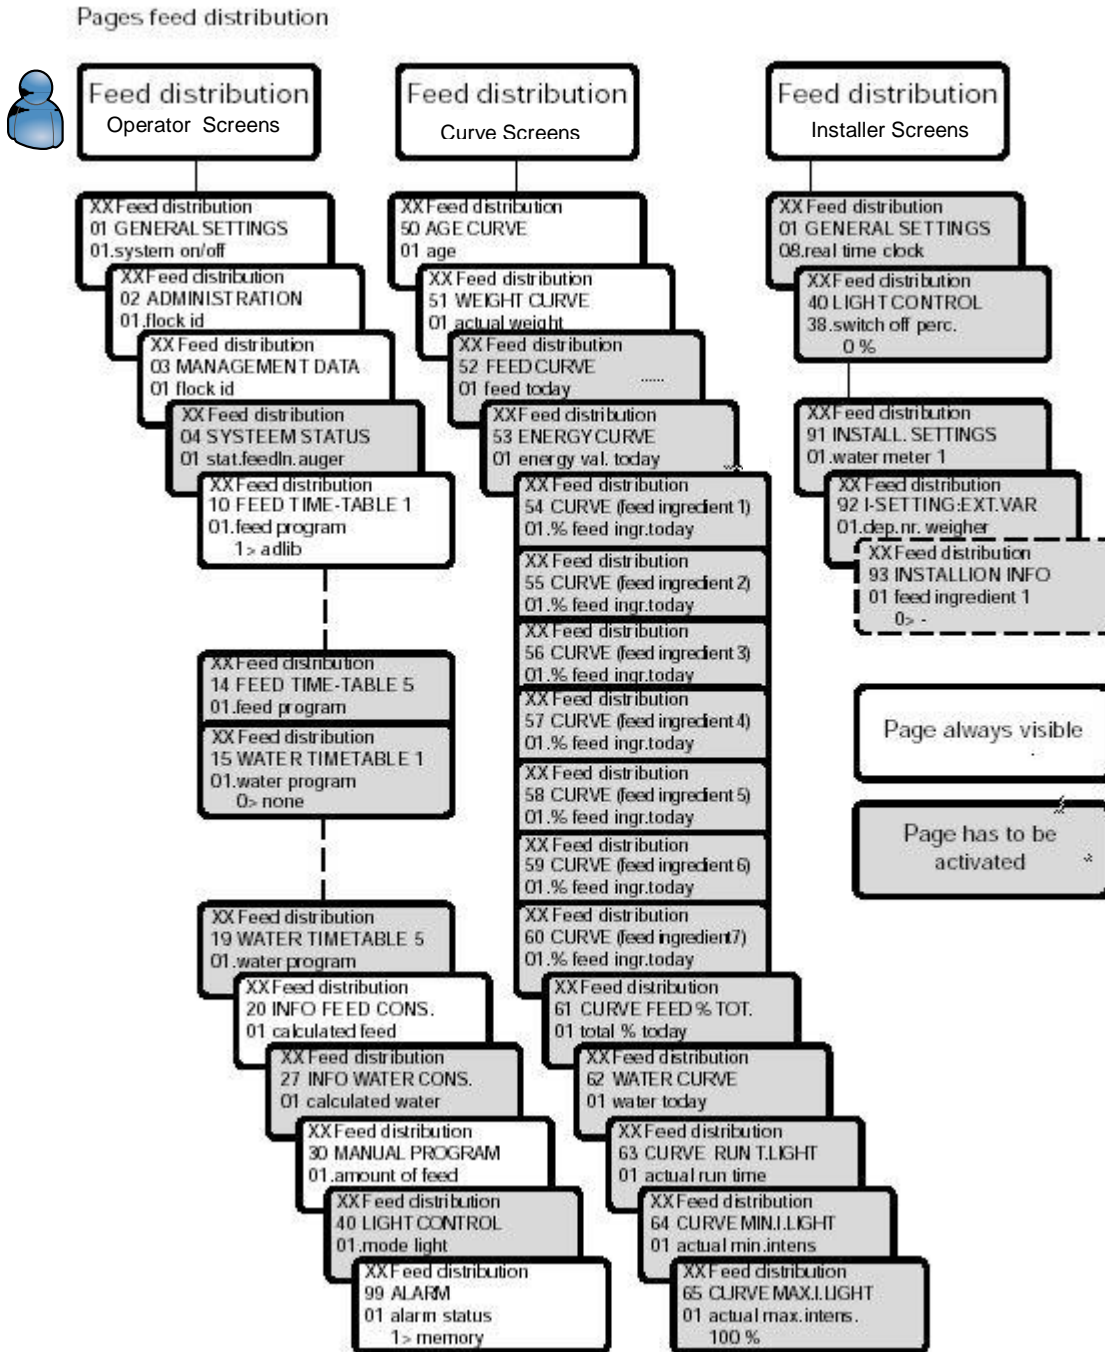 Pages feed distribution
Feed distribution
Operator Screens
XX Feed distribution
01 GENERAL SETTINGS
01.system on/off
XX Feed distribution
02 ADMINISTRATION
01.flock id
XX Feed distribution
03 MANAGEMENT DATA
01 flock id
XX Feed distribution
04 SYSTEEM STATUS
01 stat.feedIn.auger
XX Feed distribution
10 FEED TIME-TABLE 1
01.feed program
1> adlib
XX Feed distribution
14 FEED TIME-TABLE 5
01.feed program
XX Feed distribution
15 WATER TIMETABLE 1
01.water program
0> none
XX Feed distribution
19 WATER TIMETABLE 5
01.water program
XX Feed distribution
20 INFO FEED CONS.
01 calculated feed
XX Feed distribution
27 INFO WATER CONS.
01 calculated water
XX Feed distribution
30 MANUAL PROGRAM
01.amount of feed
XX Feed distribution
40 LIGHT CONTROL
01.mode light
XX Feed distribution
99 ALARM
01 alarm status
1> memory
Feed distribution
Curve Screens
XX Feed distribution
50 AGE CURVE
01 age
XX Feed distribution
51 WEIGHT CURVE
01 actual weight
XX Feed distribution
52 FEED CURVE
01 feed today ......
XX Feed distribution
53 ENERGY CURVE
01 energy val. today
XX Feed distribution
54 CURVE (feed ingredient 1)
01.% feed ingr.today
XX Feed distribution
55 CURVE (feed ingredient 2)
01.% feed ingr.today
XX Feed distribution
56 CURVE (feed ingredient 3)
01.% feed ingr.today
XX Feed distribution
57 CURVE (feed ingredient 4)
01.% feed ingr.today
XX Feed distribution
58 CURVE (feed ingredient 5)
01.% feed ingr.today
XX Feed distribution
59 CURVE (feed ingredient 6)
01.% feed ingr.today
XX Feed distribution
60 CURVE (feed ingredient7)
01.% feed ingr.today
XX Feed distribution
61 CURVE FEED % TOT.
01 total % today
XX Feed distribution
62 WATER CURVE
01 water today
XX Feed distribution
63 CURVE RUN T.LIGHT
01 actual run time
XX Feed distribution
64 CURVE MIN.I.LIGHT
01 actual min.intens
XX Feed distribution
65 CURVE MAX.I.LIGHT
01 actual max.intens.
100 %
Feed distribution
Installer Screens
XX Feed distribution
01 GENERAL SETTINGS
08.real time clock
XX Feed distribution
40 LIGHT CONTROL
38.switch off perc.
0 %
XX Feed distribution
91 INSTALL. SETTINGS
01.water meter 1
XX Feed distribution
92 I-SETTING:EXT.VAR
01.dep.nr. weigher
XX Feed distribution
93 INSTALLION INFO
01 feed ingredient 1
0> -
Page always visible
Page has to be
activated